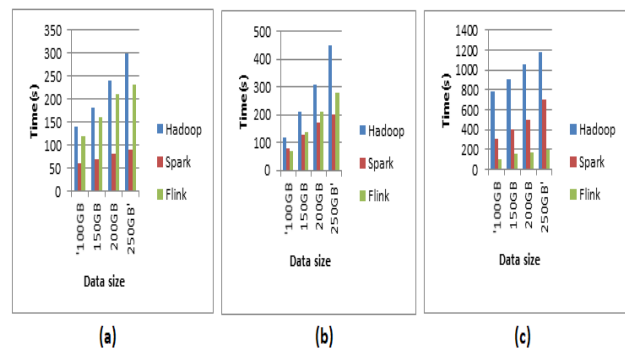 350
300
250
200
150
100
50
0
Time(s)
'100GB
150GB
200GB
250GB'
Data size
Hadoop
Spark
Flink
(a)
500
400
300
200
100
0
Time(s)
'100GB
150GB
200GB
250GB'
Data size
Hadoop
Spark
Flink
(b)
1400
1200
1000
800
600
400
200
0
Time(s)
'100GB
150GB
200GB
250GB'
Data size
Hadoop
Spark
Flink
(c)